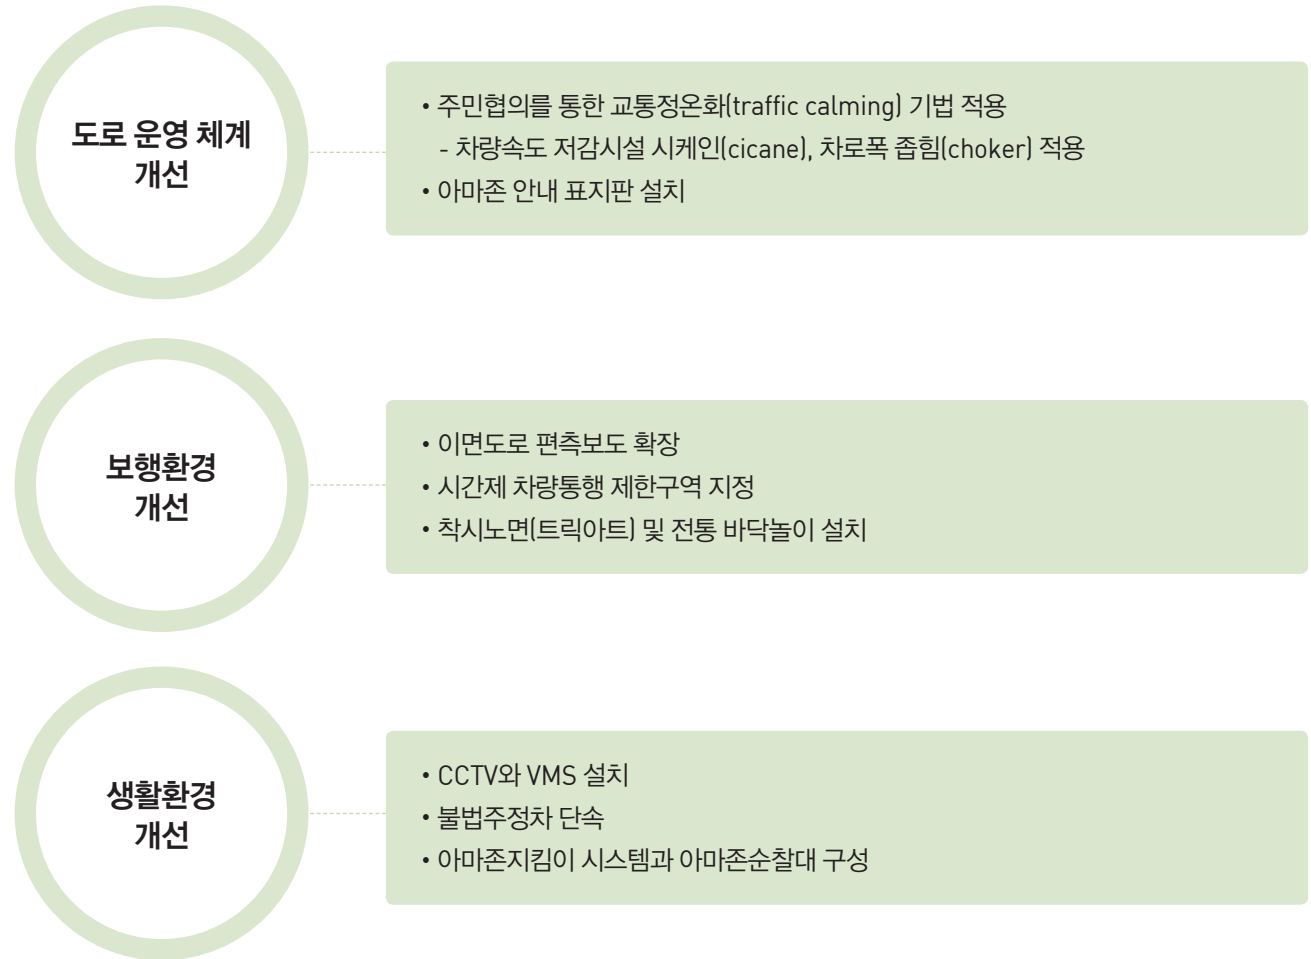 도로 운영 체계
개선
• 주민협의를 통한 교통정온화(traffic calming) 기법 적용
- 차량속도 저감시설 시케인(cicane), 차로폭 좁힘(choker) 적용
• 아마존 안내 표지판 설치
보행환경
개선
• 이면도로 편측보도 확장
• 시간제 차량통행 제한구역 지정
• 착시노면(트릭아트) 및 전통 바닥놀이 설치
생활환경
개선
• CCTV와 VMS 설치
• 불법주정차 단속
• 아마존지킴이 시스템과 아마존순찰대 구성